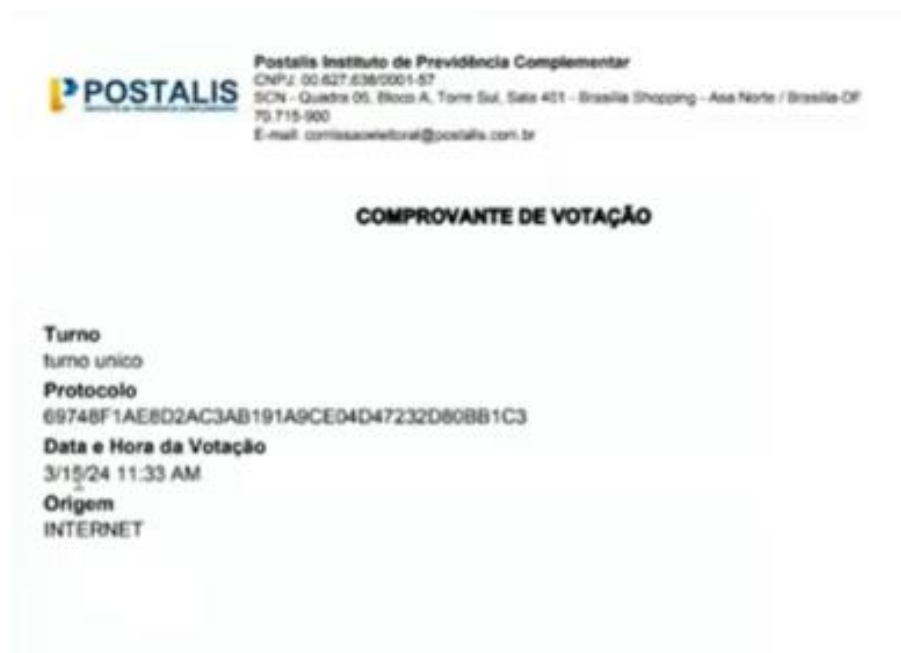 Postalis Instituto de Previdência Complementar
POSTALIS
CNPJ: 00.627.638/0001-57
SCN - Quadra 05, Bloco A, Torre Sul, Sala 401 - Brasília Shopping - Asa Norte / Brasília-DF
70.715-900
E-mail: comissaoeleitoral@postalis.com.br
COMPROVANTE DE VOTAÇÃO
Turno
turno unico
Protocolo
69748F1AE8D2AC3AB191A9CE04D47232D80BB1C3
Data e Hora da Votação
3/15/24 11:33 AM
Origem
INTERNET